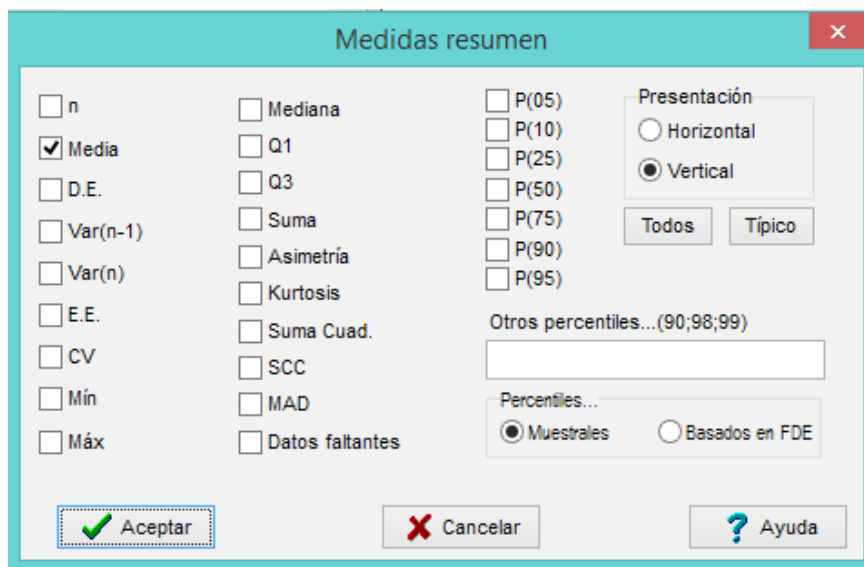 Medidas resumen
n
Media
D.E.
Var(n-1)
Var(n)
E.E.
CV
Mín
Máx
Mediana
Q1
Q3
Suma
Asimetría
Kurtosis
Suma Cuad.
SCC
MAD
Datos faltantes
P(05)
P(10)
P(25)
P(50)
P(75)
P(90)
P(95)
Presentación
Horizontal
Vertical
Todos
Típico
Otros percentiles...(90;98;99)
Percentiles...
Muestrales
Basados en FDE
Aceptar
Cancelar
Ayuda